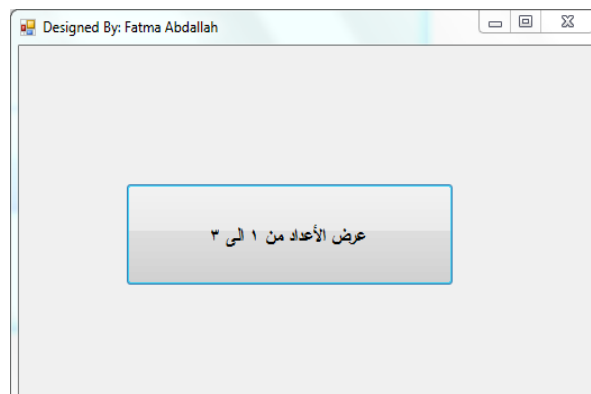 Designed By: Fatma Abdallah
عرض الأعداد من ١ الى ٣